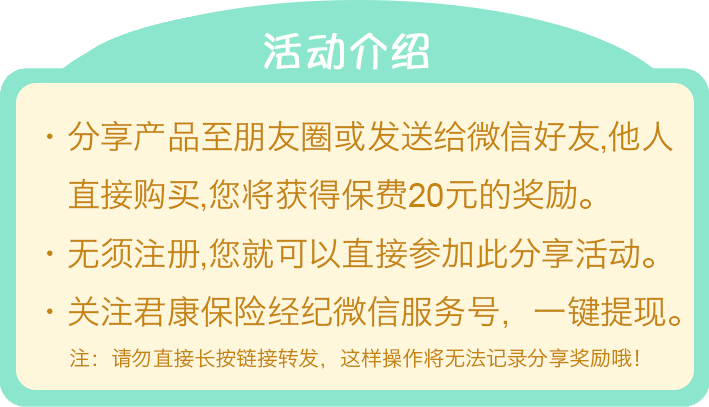 活动介绍
· 分享产品至朋友圈或发送给微信好友,他人
直接购买,您将获得保费20元的奖励。
· 无须注册,您就可以直接参加此分享活动。
· 关注君康保险经纪微信服务号，一键提现。
注：请勿直接长按链接转发，这样操作将无法记录分享奖励哦！